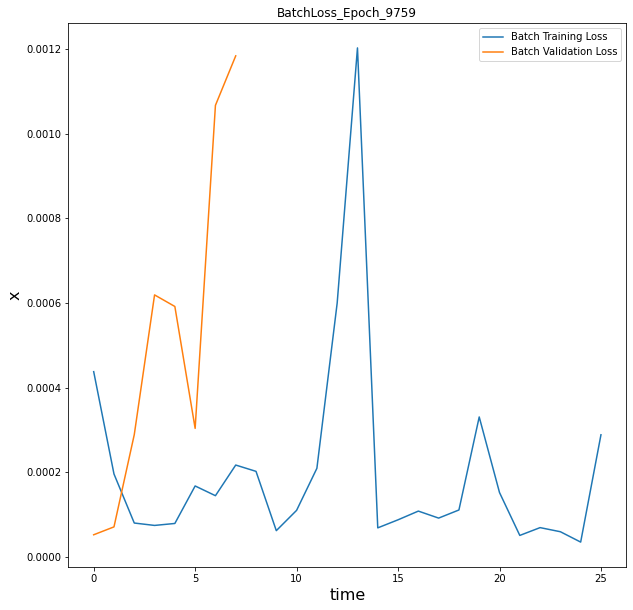 BatchLoss_Epoch_9759
Batch Training Loss
Batch Validation Loss
0.0012
0.0010
0.0008
0.0006
0.0004
0.0002
0.0000
x
0 5 10 15 20 25
time